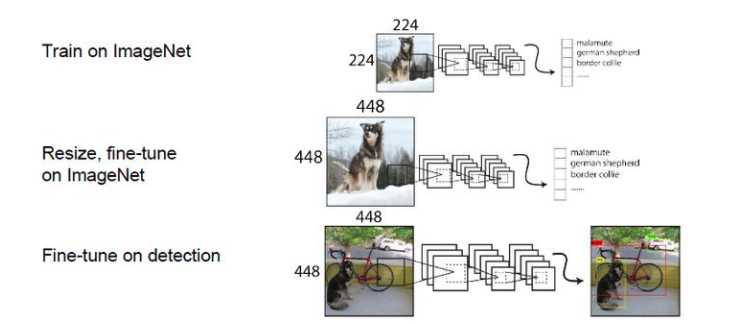 Train on ImageNet
224
224
malamute
german shepherd
border collie
......
Resize, fine-tune
on ImageNet
448
448
malamute
german shepherd
border collie
......
Fine-tune on detection
448
448